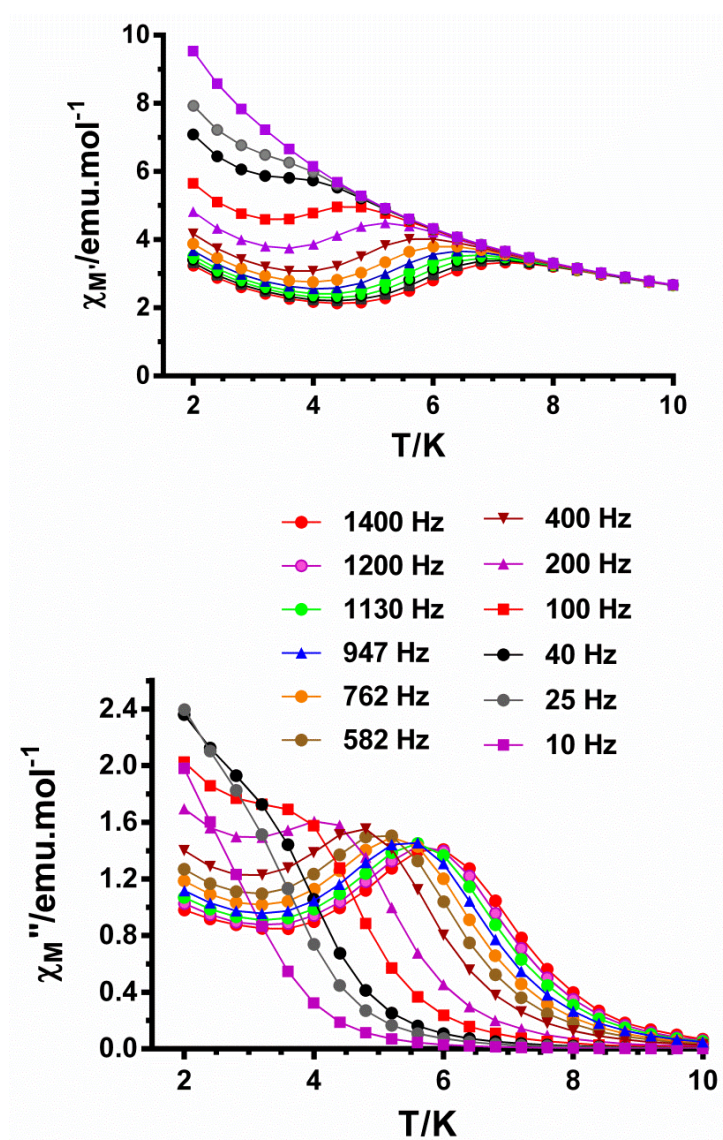 χM'/emu.mol-1
10
8
6
4
2
0
2 4 6 8 10
T/K
1400 Hz 400 Hz
1200 Hz 200 Hz
1130 Hz 100 Hz
947 Hz 40 Hz
762 Hz 25 Hz
582 Hz 10 Hz
χM''/emu.mol-1
2.4
2.0
1.6
1.2
0.8
0.4
0.0
2 4 6 8 10
T/K